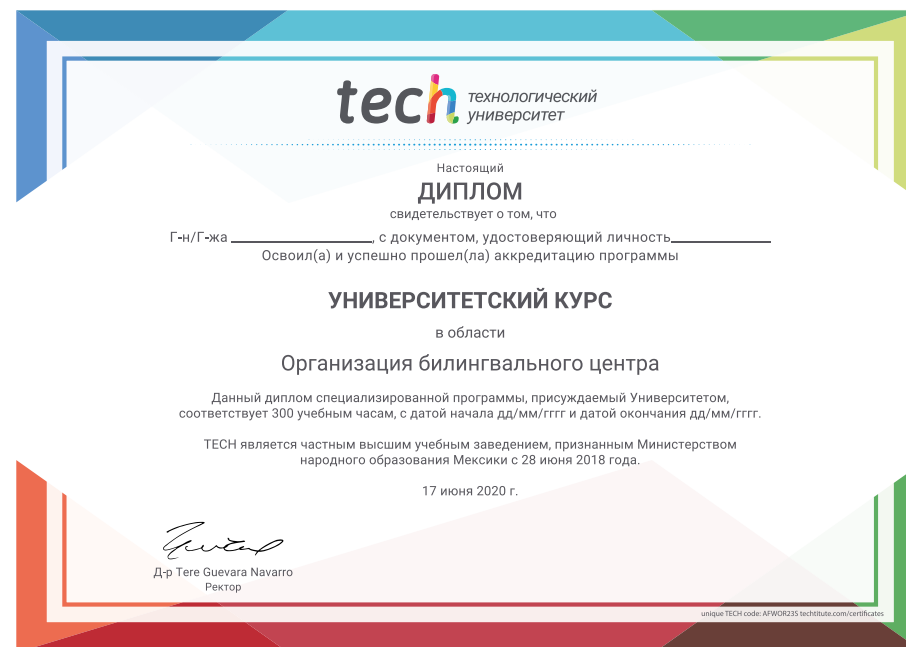 tech технологический
университет
Настоящий
ДИПЛОМ
свидетельствует о том, что
Г-н/Г-жа ____________________, с документом, удостоверяющий личность______________
Освоил(а) и успешно прошел(ла) аккредитацию программы
УНИВЕРСИТЕТСКИЙ КУРС
в области
Организация билингвального центра
Данный диплом специализированной программы, присуждаемый Университетом,
соответствует 300 учебным часам, с датой начала дд/мм/гггг и датой окончания дд/мм/гггг.
TECH является частным высшим учебным заведением, признанным Министерством
народного образования Мексики с 28 июня 2018 года.
17 июня 2020 г.
Д-р Tere Guevara Navarro
Ректор
unique TECH code: AFWOR23S techtitute.com/certificates